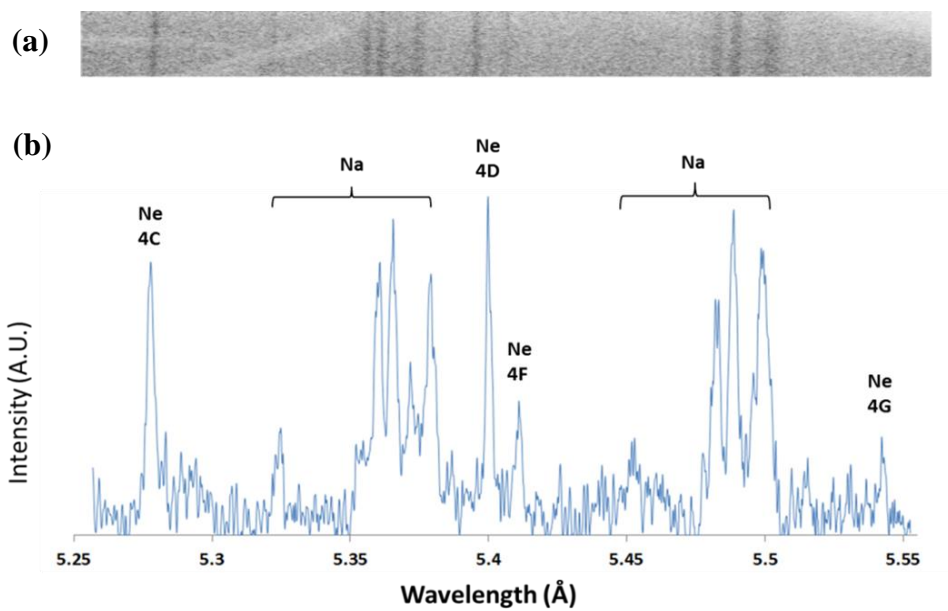 (a)
(b)
Ne
4D
Na
Na
Ne
4C
Ne
4F
Ne
4G
Intensity (A.U.)
5.25 5.3 5.35 5.4 5.45 5.5 5.55
Wavelength (Å)